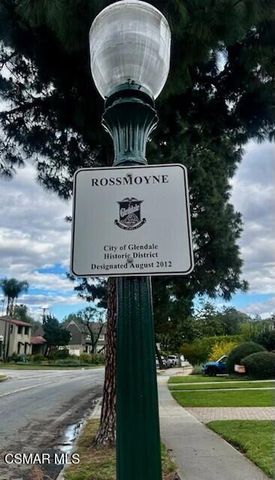 ROSSMOYNE
City of Glendale
Historic District
Designated August 2012
CSMAR MLS